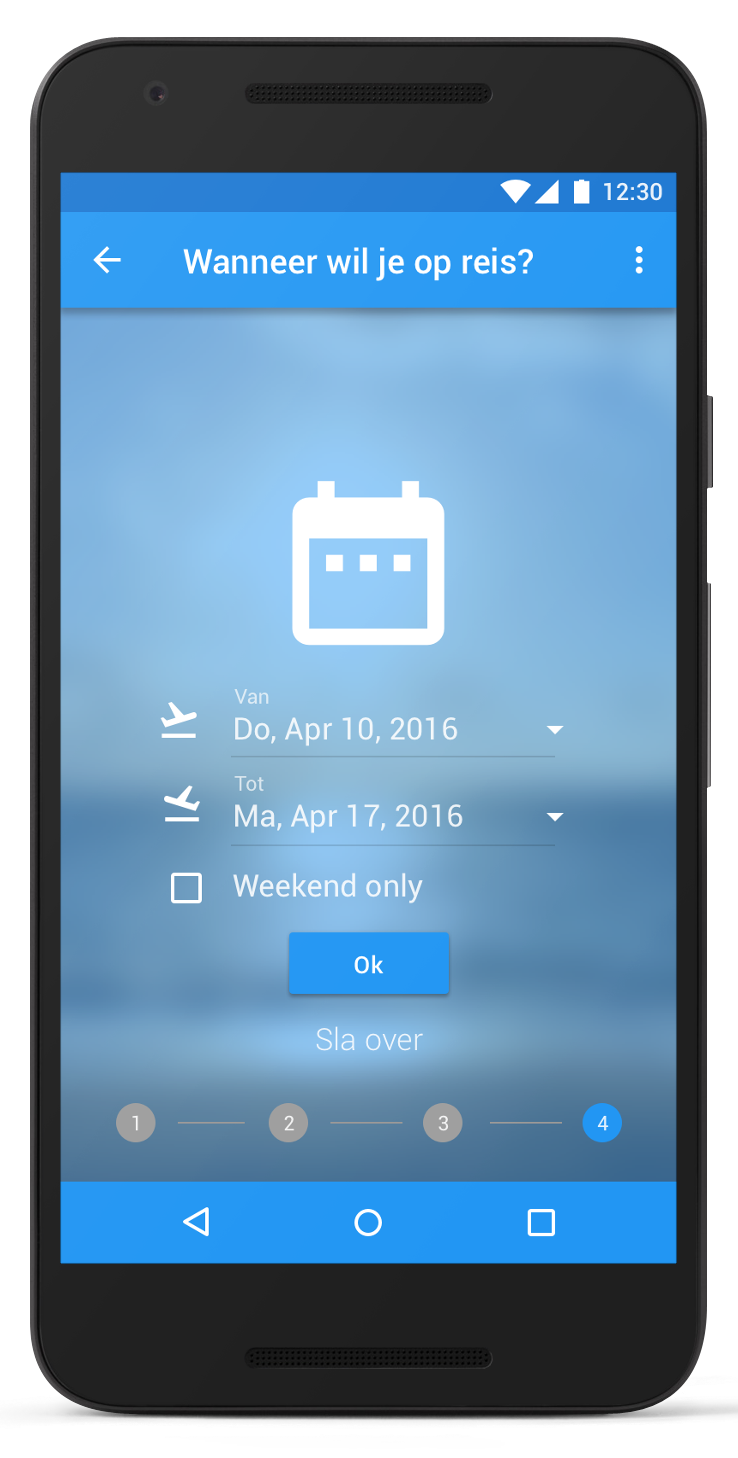 12:30
Wanneer wil je op reis?
Van
Do, Apr 10, 2016
Tot
Ma, Apr 17, 2016
Weekend only
Ok
Sla over
1 2 3 4